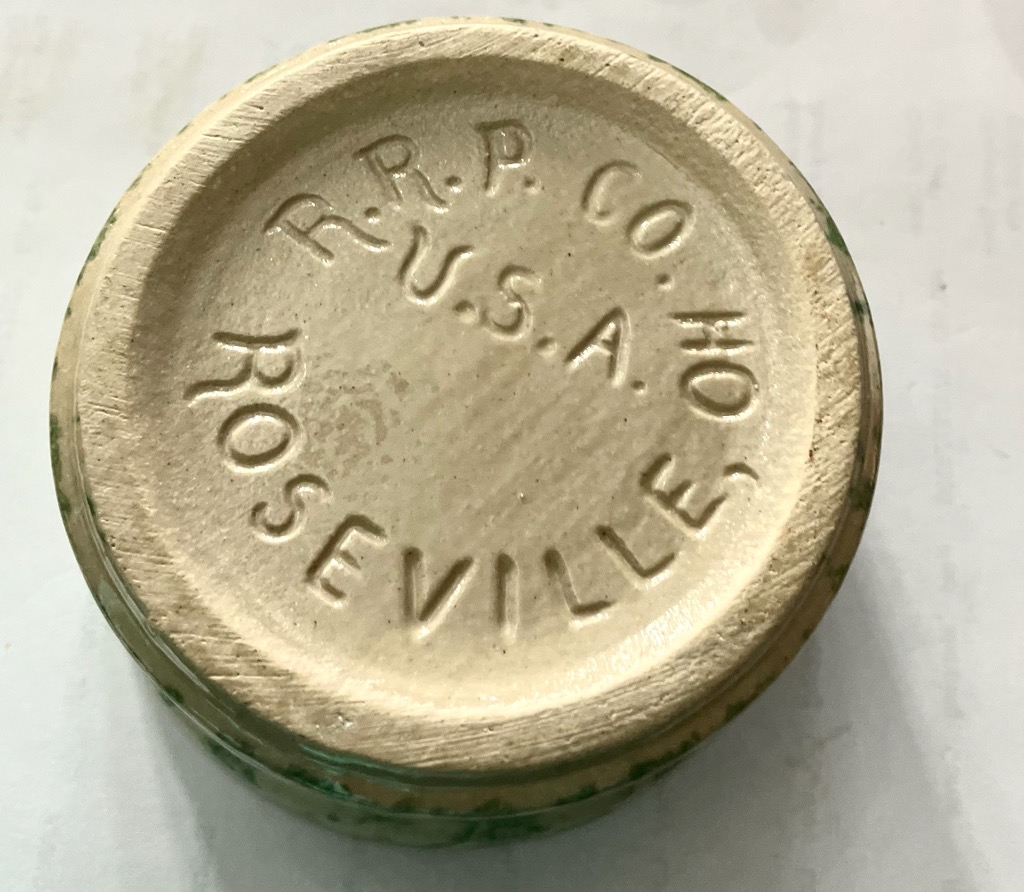 R.R.P. CO.
U.S.A.
ROSEVILLE, OH